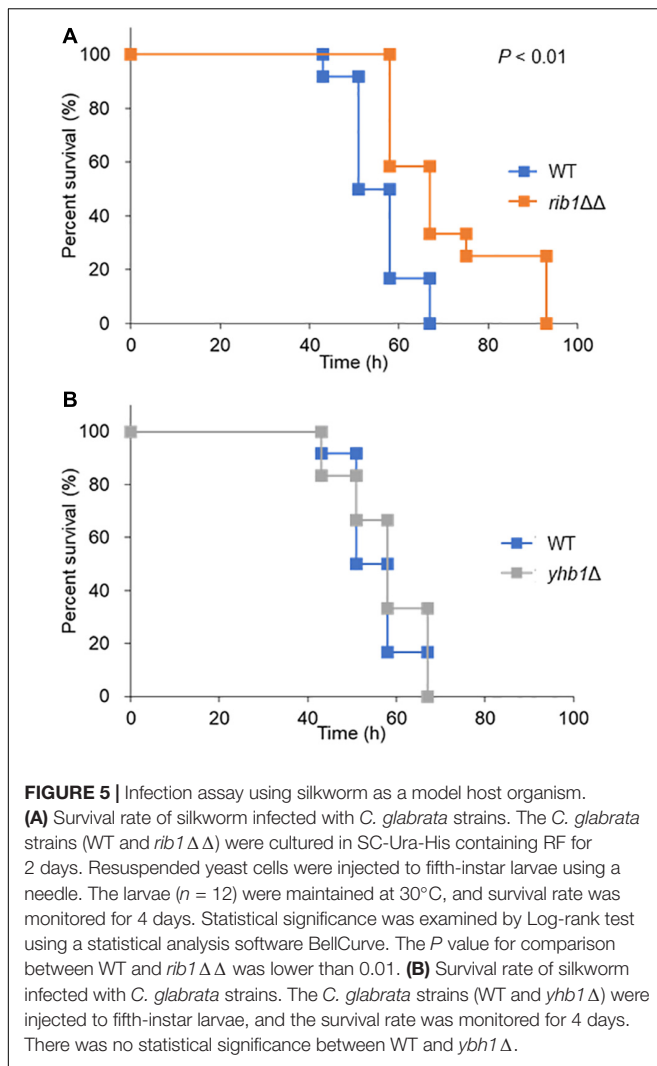 A
100
80
60
40
20
0
Percent survival (%)
P < 0.01
WT
rib1ΔΔ
0 20 40 60 80 100
Time (h)
B
100
80
60
40
20
0
Percent survival (%)
WT
yhb1Δ
0 20 40 60 80 100
Time (h)
FIGURE 5 | Infection assay using silkworm as a model host organism.
(A) Survival rate of silkworm infected with C. glabrata strains. The C. glabrata
strains (WT and rib1ΔΔ) were cultured in SC-Ura-His containing RF for
2 days. Resuspended yeast cells were injected to fifth-instar larvae using a
needle. The larvae (n = 12) were maintained at 30°C, and survival rate was
monitored for 4 days. Statistical significance was examined by Log-rank test
using a statistical analysis software BellCurve. The P value for comparison
between WT and rib1ΔΔ was lower than 0.01. (B) Survival rate of silkworm
infected with C. glabrata strains. The C. glabrata strains (WT and yhb1Δ) were
injected to fifth-instar larvae, and the survival rate was monitored for 4 days.
There was no statistical significance between WT and ybh1Δ.